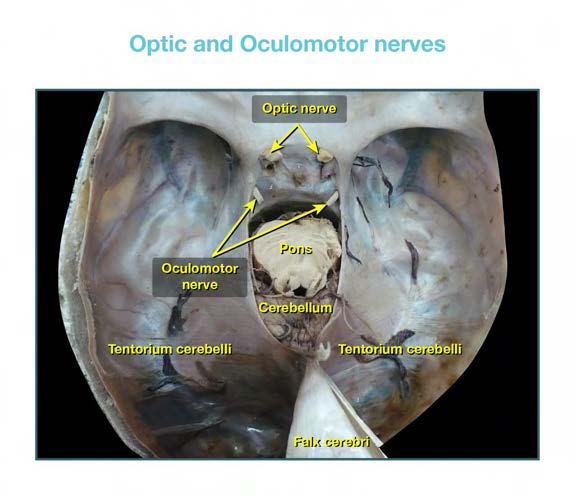 Optic and Oculomotor nerves
Optic nerve
Pons
Oculomotor
nerve
Cerebellum
Tentorium cerebelli
Tentorium cerebelli
Falx cerebri